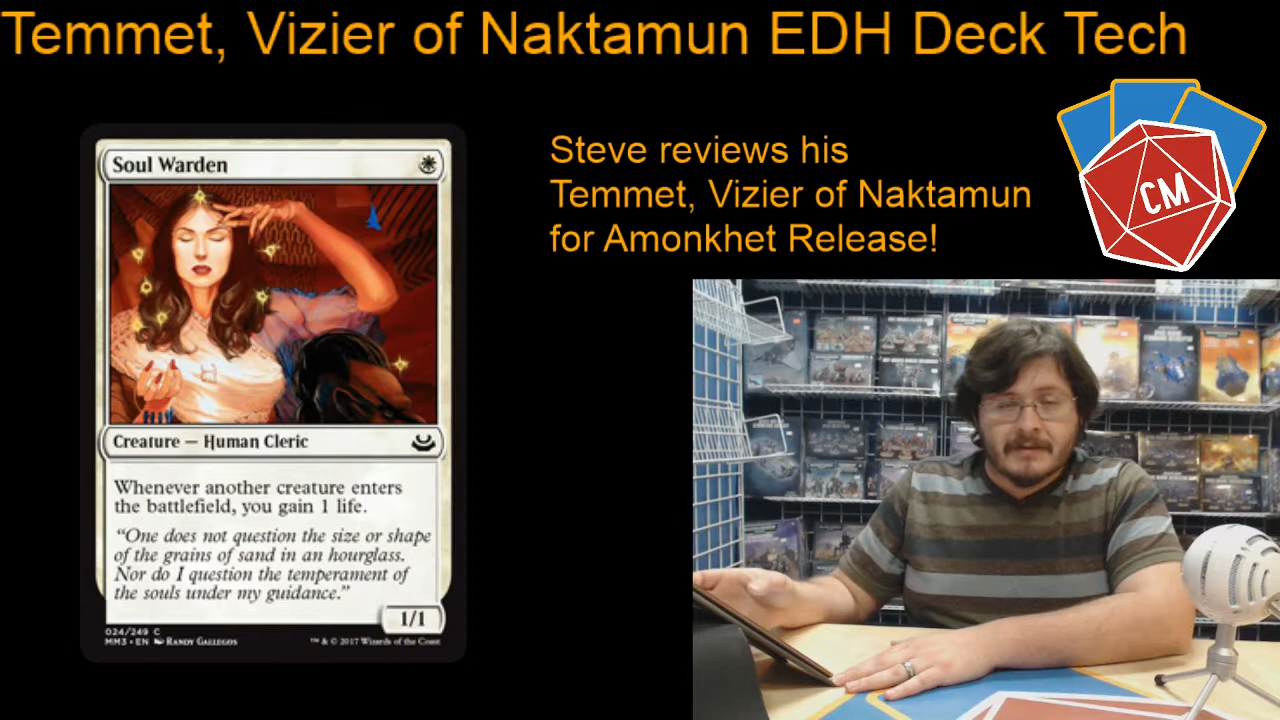 Temmet, Vizier of Naktamun EDH Deck Tech
Steve reviews his
Temmet, Vizier of Naktamun
for Amonkhet Release!
CM
Soul Warden
Creature — Human Cleric
Whenever another creature enters
the battlefield, you gain 1 life.
“One does not question the size or shape
of the grains of sand in an hourglass.
Nor do I question the temperament of
the souls under my guidance.”
1/1
024/249 C
MM3 • EN Randy Gallegos
™ & © 2017 Wizards of the Coast